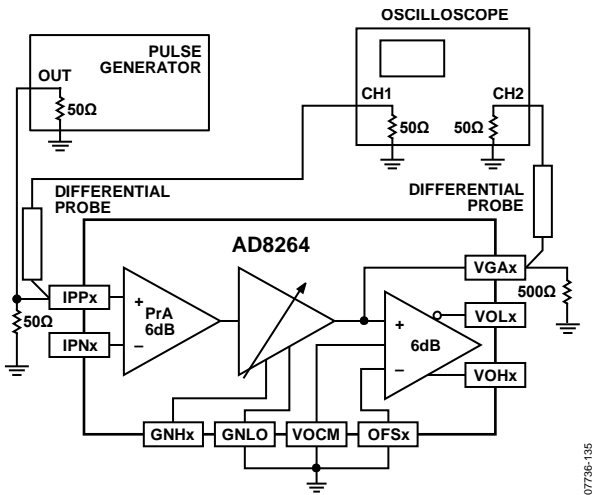 OSCILLOSCOPE
PULSE
GENERATOR
OUT
50Ω
CH1
CH2
50Ω
50Ω
DIFFERENTIAL
PROBE
DIFFERENTIAL
PROBE
AD8264
VGAx
500Ω
IPPx
+
PrA
6dB
–
+
6dB
–
VOLx
50Ω
IPNx
VOHx
GNHx
GNLO
VOCM
OFSx
07736-135